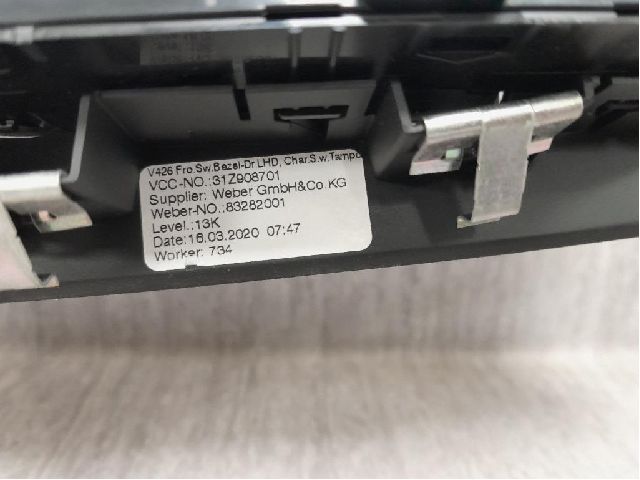 V426 Fro.Sw.Bezel-Dr LHD, Char.S.w.Tampo
VCC-NO.:31Z908701
Supplier: Weber GmbH&Co.KG
Weber-NO.:83282001
Level.:13K
Date:16.03.2020 07:47
Worker: 734